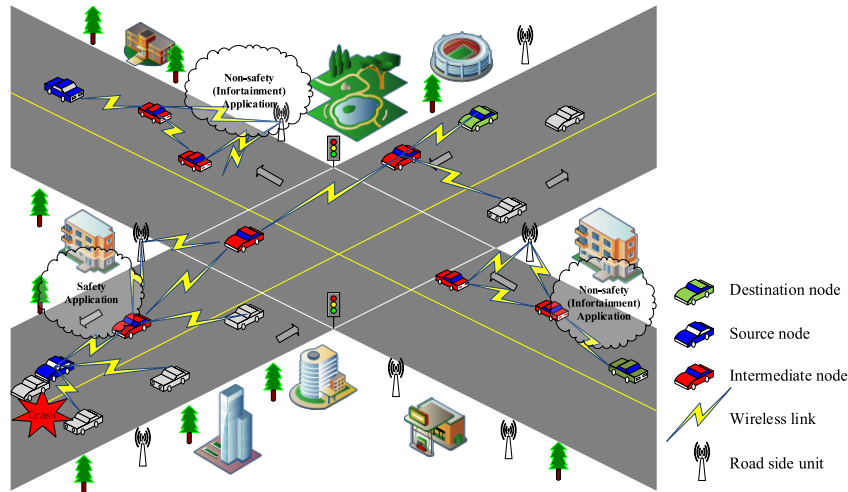 Non-safety
(Infortainment)
Application
Safety
Application
Non-safety
(Infortainment)
Application
Crash
Destination node
Source node
Intermediate node
Wireless link
Road side unit